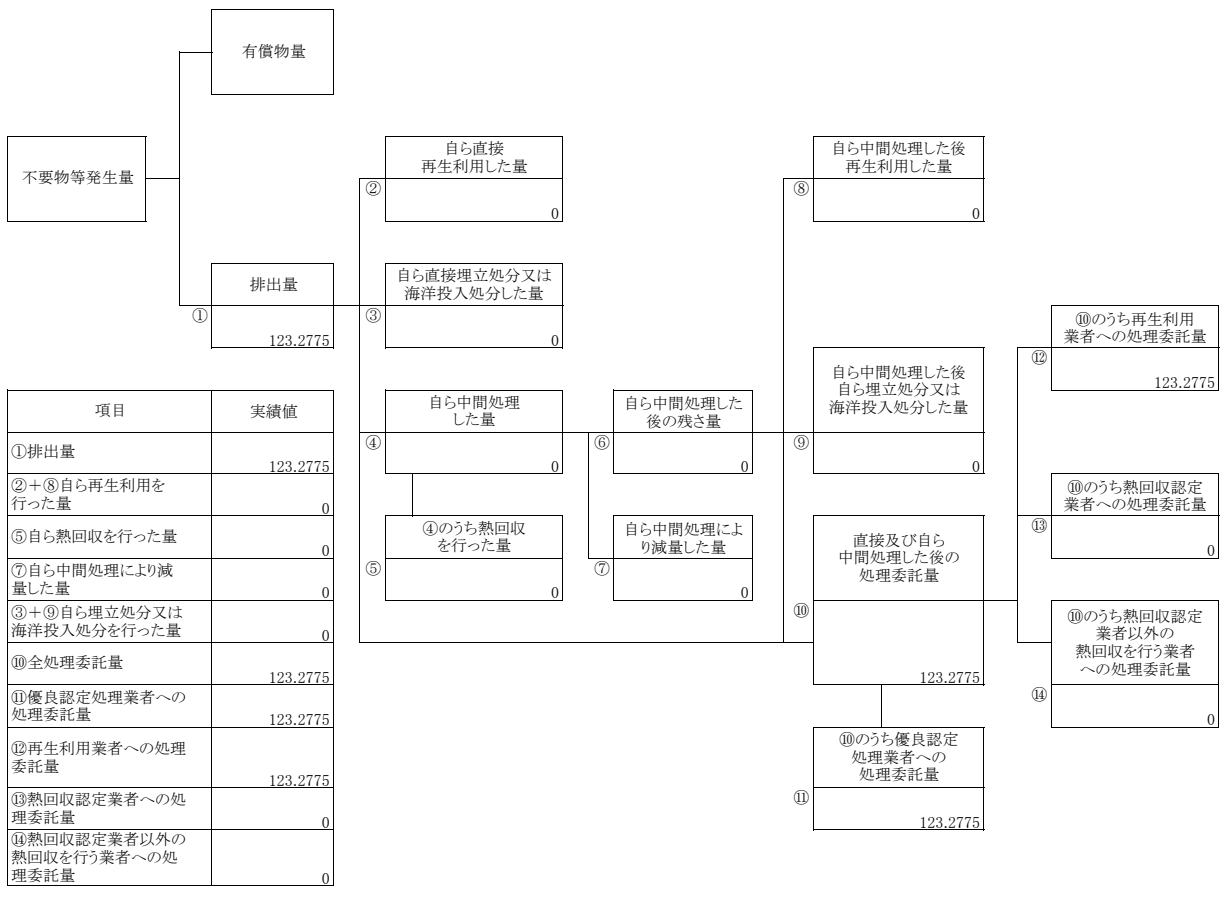 有償物量
不要物等発生量
自ら直接
再生利用した量
②
0
自ら中間処理した後
再生利用した量
⑧
0
排出量
①
123.2775
自ら直接埋立処分又は
海洋投入処分した量
③
0
⑩のうち再生利用
業者への処理委託量
⑫
123.2775
自ら中間処理
した量
④
0
自ら中間処理した
後の残さ量
⑥
0
自ら中間処理した後
自ら埋立処分又は
海洋投入処分した量
⑨
0
⑩のうち熱回収認定
業者への処理委託量
⑬
0
④のうち熱回収
を行った量
⑤
0
自ら中間処理によ
り減量した量
⑦
0
直接及び自ら
中間処理した後の
処理委託量
⑩
123.2775
⑩のうち熱回収認定
業者以外の
熱回収を行う業者
への処理委託量
⑭
0
⑩のうち優良認定
処理業者への
処理委託量
⑪
123.2775
項目
実績値
①排出量
123.2775
②＋⑧自ら再生利用を
行った量
0
⑤自ら熱回収を行った量
0
⑦自ら中間処理により減
量した量
0
③＋⑨自ら埋立処分又は
海洋投入処分を行った量
0
⑩全処理委託量
123.2775
⑪優良認定処理業者への
処理委託量
123.2775
⑫再生利用業者への処理
委託量
123.2775
⑬熱回収認定業者への処
理委託量
0
⑭熱回収認定業者以外の
熱回収を行う業者への処
理委託量
0